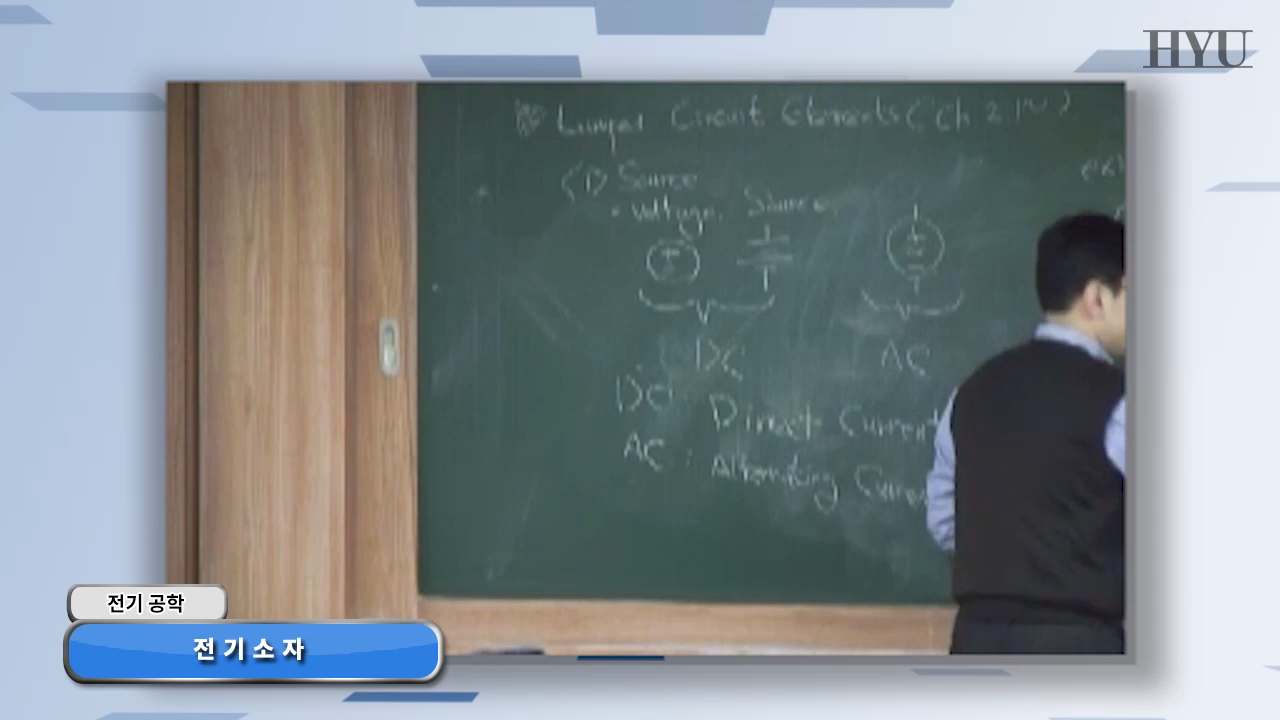 HYU
Lumped Circuit Elements (Ch 2.1~)
(1) Source
- voltage Source
DC
AC
DC Direct Current
AC : Alternating
전기 공학
전기소자